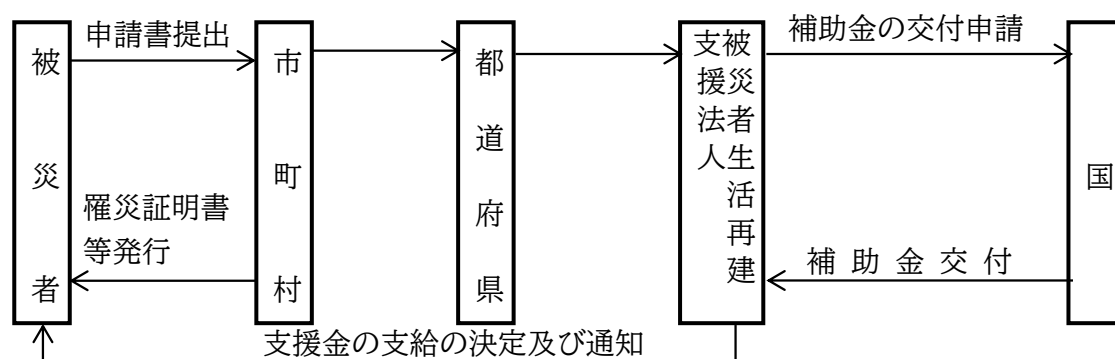 申請書提出
補助金の交付申請
被災者
市町村
都道府県
被災者生活再建
支援法人
国
罹災証明書
等発行
補助金交付
支援金の支給の決定及び通知